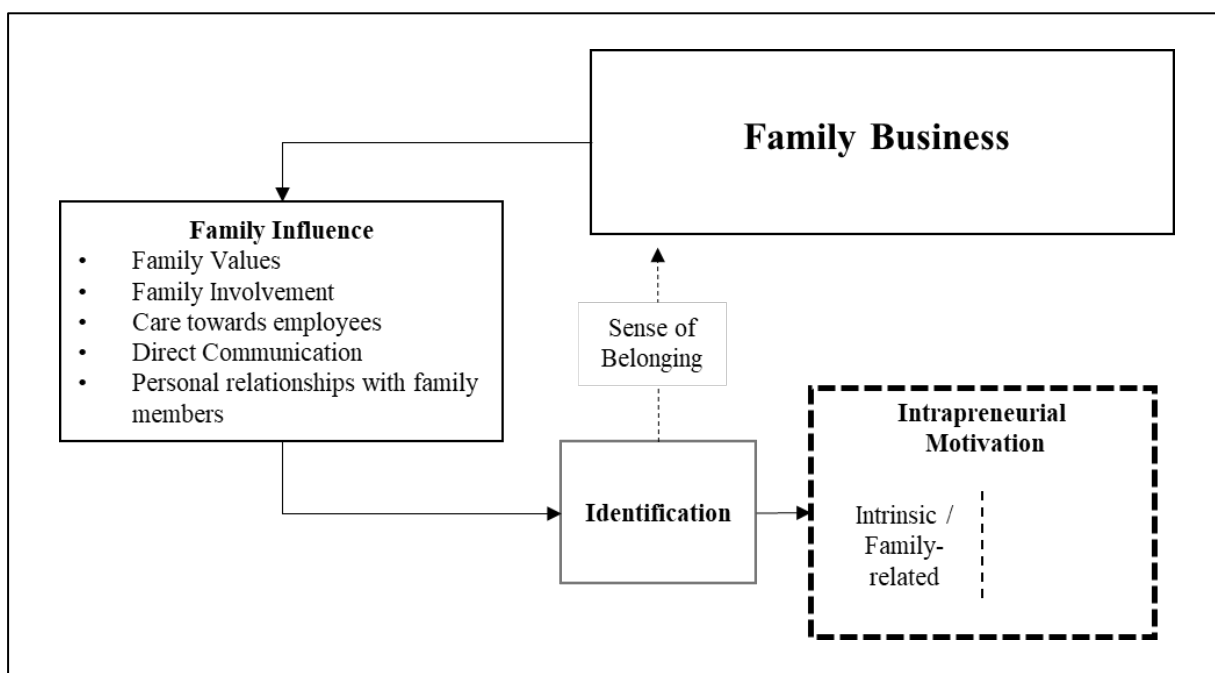 Family Business
Family Influence
• Family Values
• Family Involvement
• Care towards employees
• Direct Communication
• Personal relationships with family
members
Sense of
Belonging
Identification
Intrapreneurial
Motivation
Intrinsic /
Family-
related